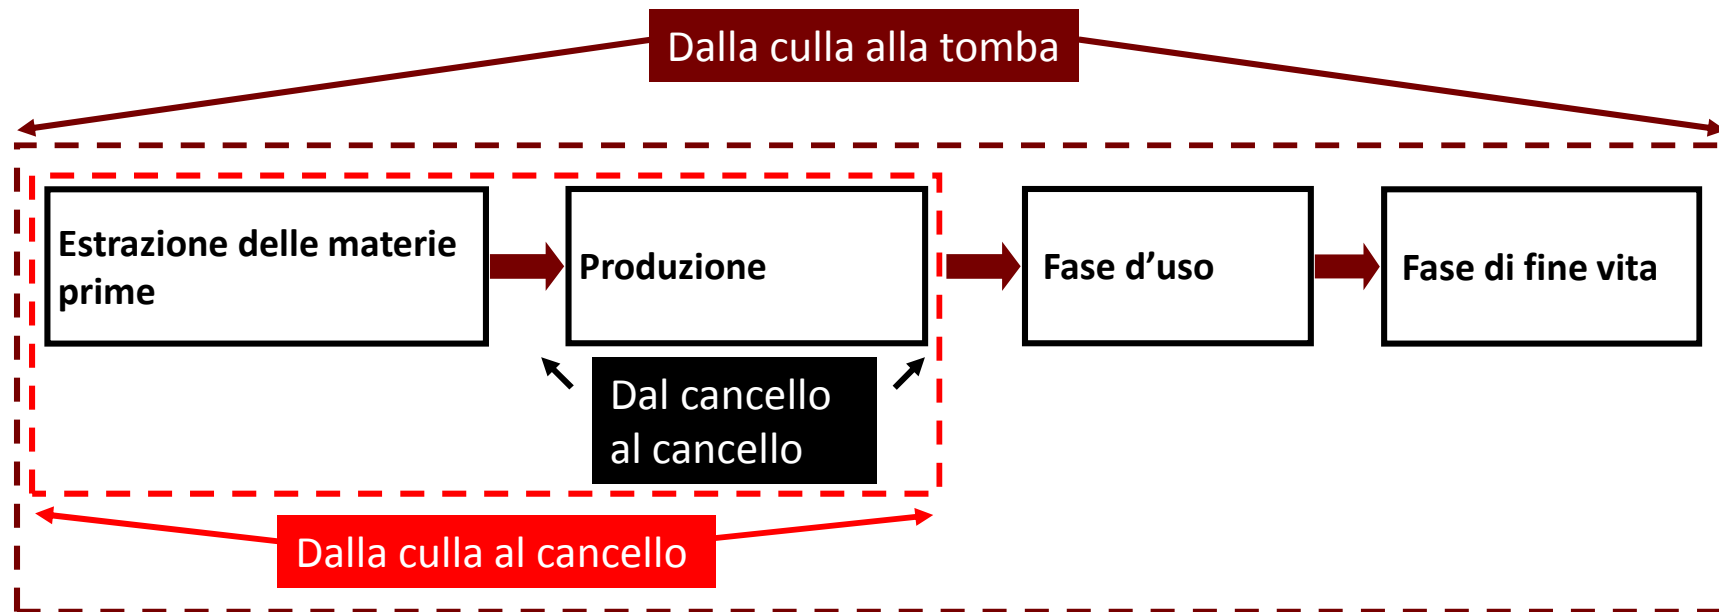 Dalla culla alla tomba
Estrazione delle materie
prime
Produzione
Fase d’uso
Fase di fine vita
Dal cancello
al cancello
Dalla culla al cancello